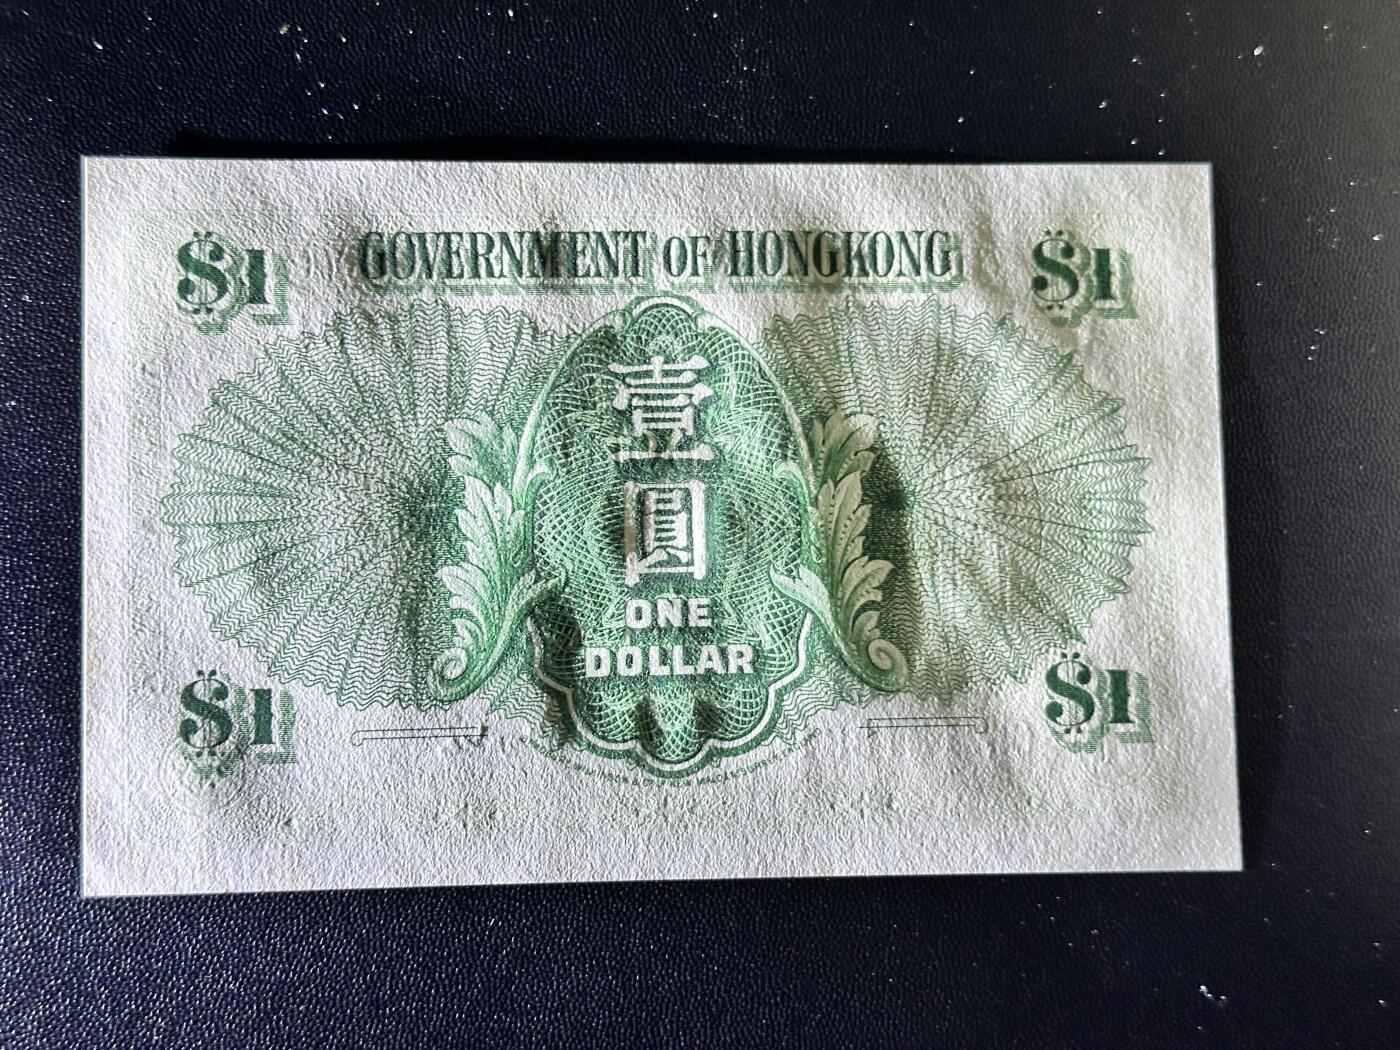 $1 GOVERNMENT OF HONGKONG $1
壹
圓
ONE
DOLLAR
$1 $1